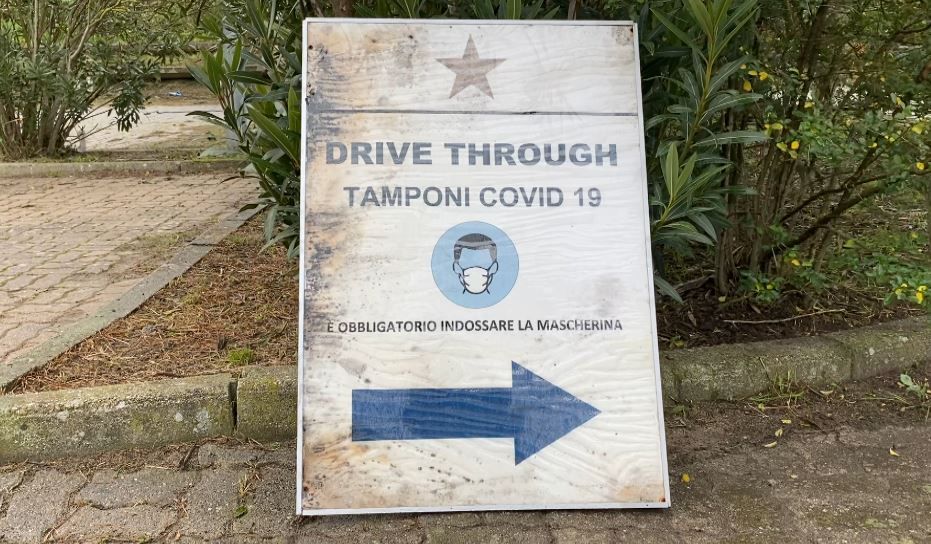 DRIVE THROUGH
TAMPONI COVID 19
È OBBLIGATORIO INDOSSARE LA MASCHERINA